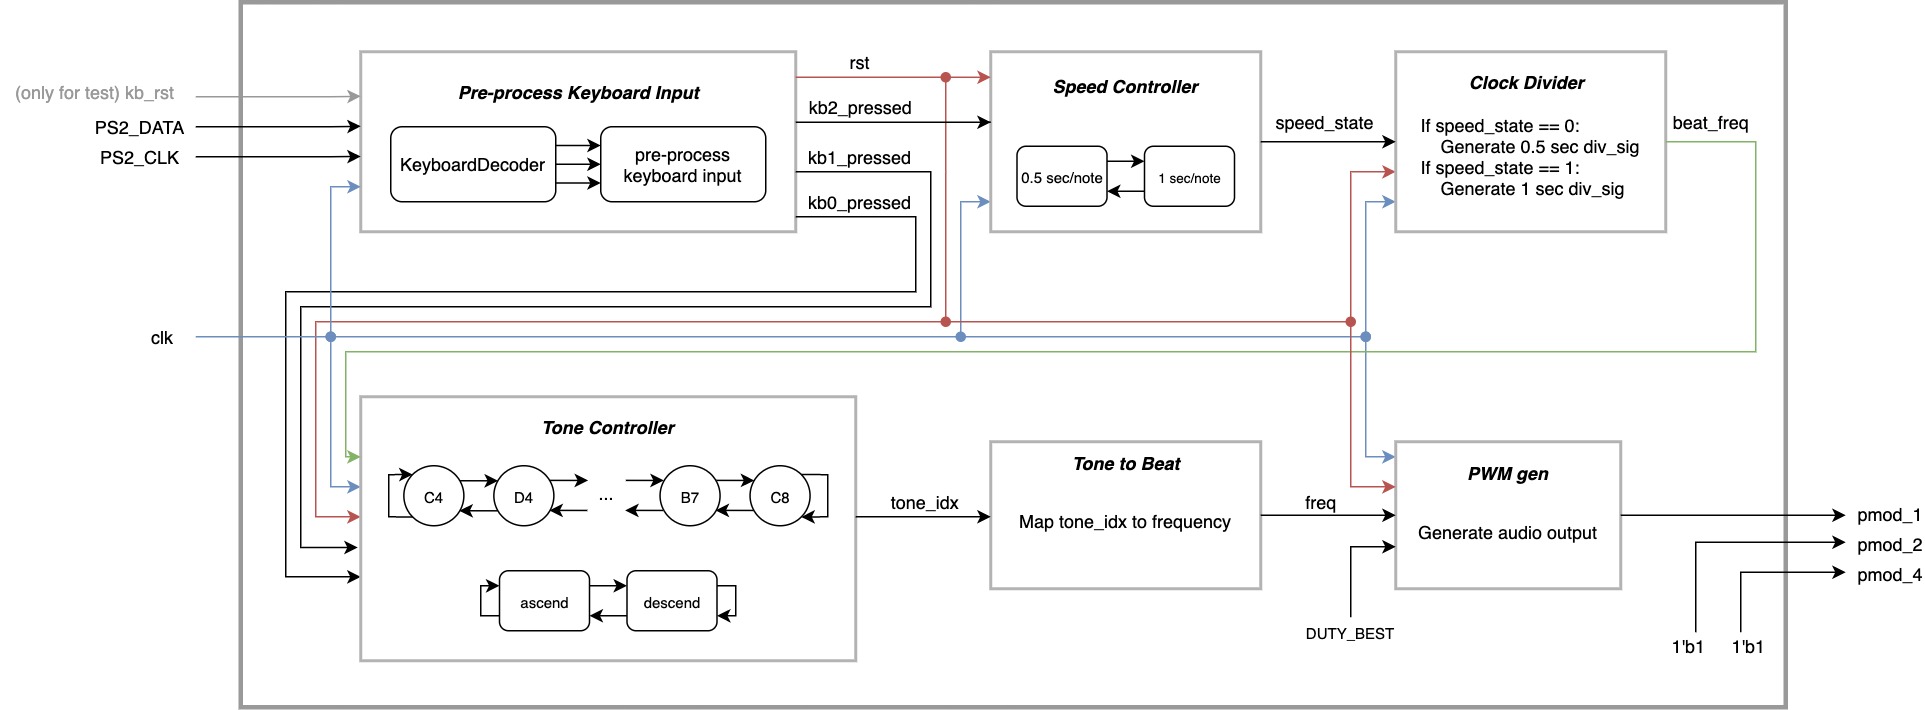 (only for test) kb_rst
PS2_DATA
PS2_CLK
clk
Pre-process Keyboard Input
KeyboardDecoder
pre-process
keyboard input
rst
kb2_pressed
kb1_pressed
kb0_pressed
Speed Controller
0.5 sec/note
1 sec/note
speed_state
Clock Divider
If speed_state == 0:
Generate 0.5 sec div_sig
If speed_state == 1:
Generate 1 sec div_sig
beat_freq
Tone Controller
C4
D4
...
B7
C8
ascend
descend
tone_idx
Tone to Beat
Map tone_idx to frequency
freq
DUTY_BEST
PWM gen
Generate audio output
pmod_1
pmod_2
pmod_4
1'b1
1'b1